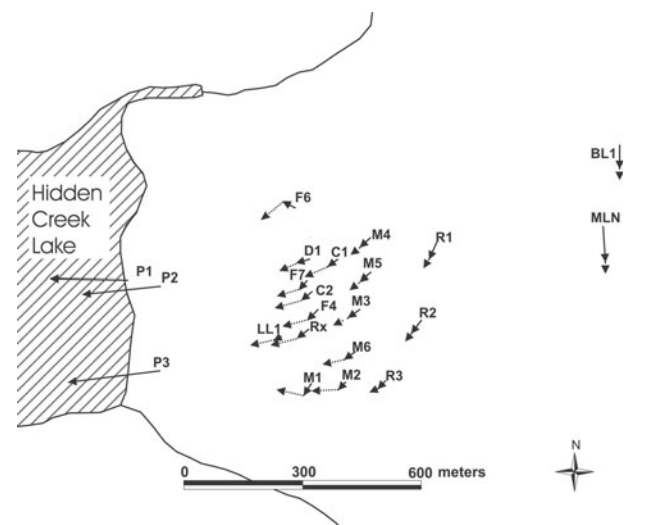 BL1
Hidden
Creek
Lake
F6
MLN
M4
R1
D1
C1
M5
F7
P1
P2
C2
M3
F4
R2
LL1
Rx
M6
P3
M1
M2
R3
N
0
300
600 meters